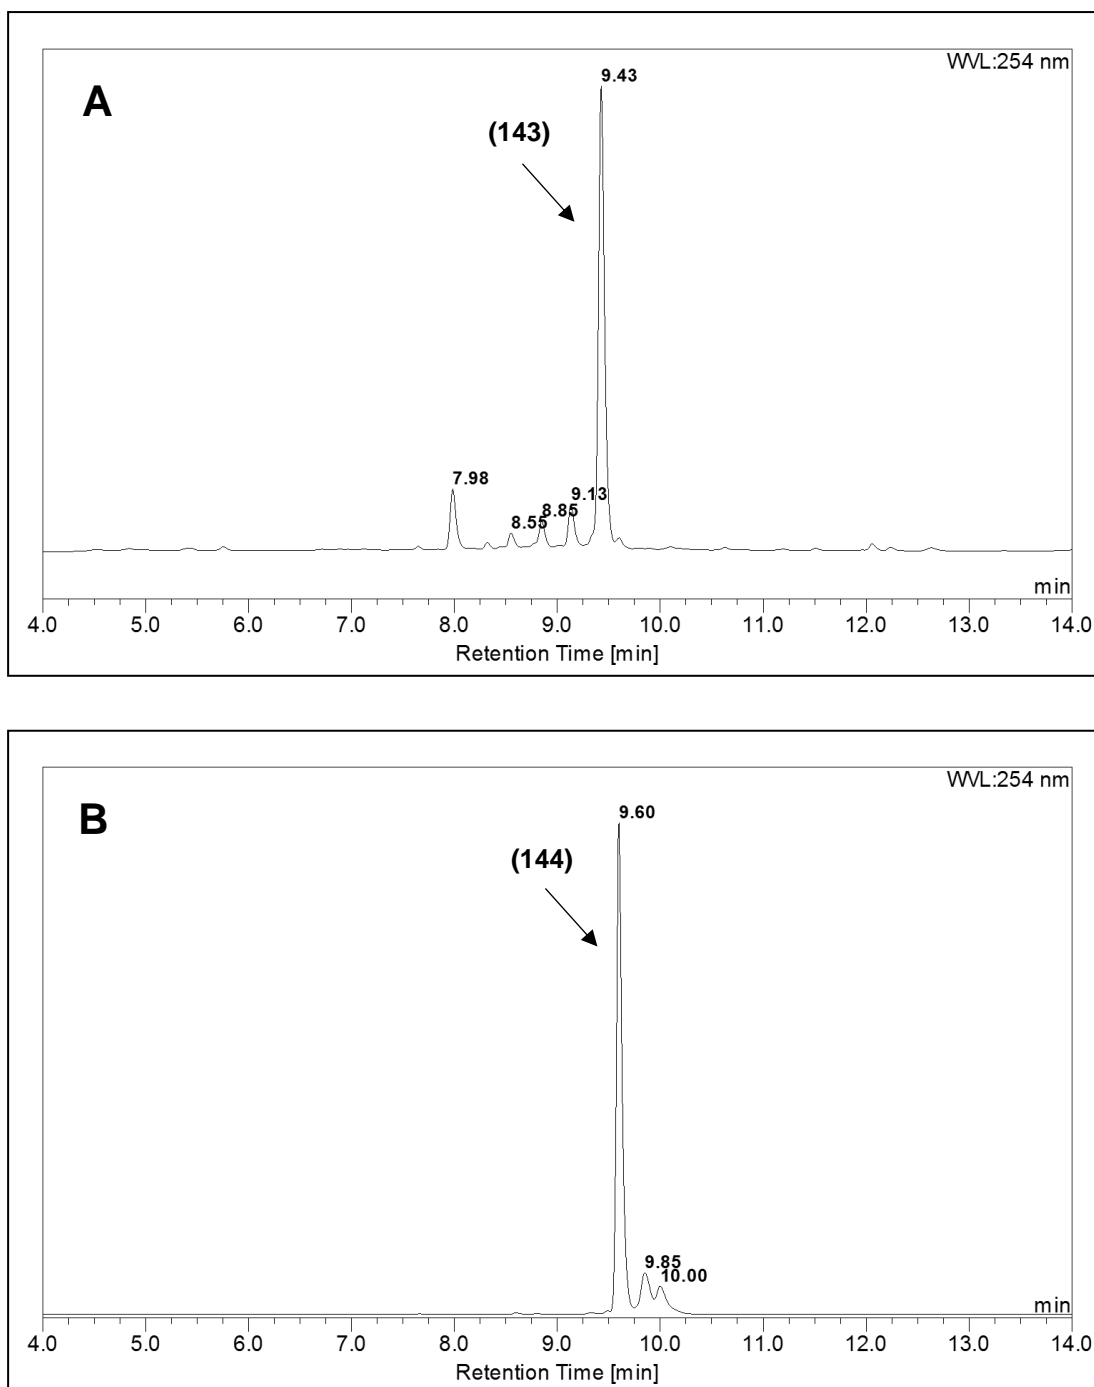 WVL:254 nm
A
9.43
(143)
7.98
9.13
8.85
8.55
min
4.0 5.0 6.0 7.0 8.0 9.0 10.0 11.0 12.0 13.0 14.0
Retention Time [min]
WVL:254 nm
B
9.60
(144)
9.85
10.00
min
4.0 5.0 6.0 7.0 8.0 9.0 10.0 11.0 12.0 13.0 14.0
Retention Time [min]